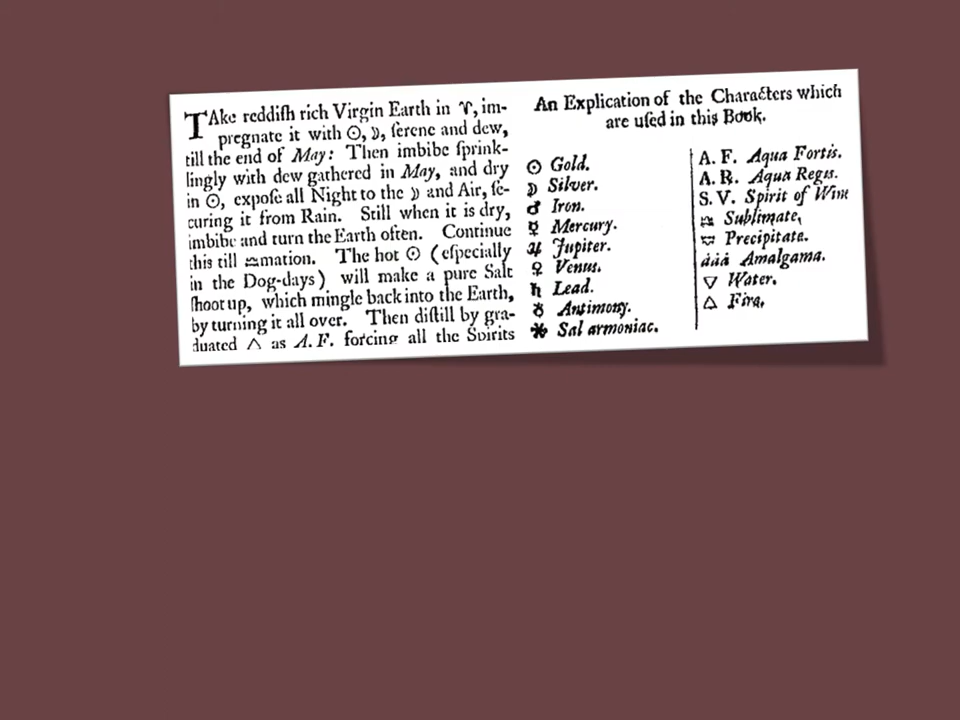 TAke reddiſh rich Virgin Earth in ♈, im-
pregnate it with ☉, ☽, ſerene and dew,
till the end of May: Then imbibe ſprink-
lingly with dew gathered in May, and dry
in ☉, expoſe all Night to the ☽ and Air, ſe-
curing it from Rain. Still when it is dry,
imbibe and turn the Earth often. Continue
this till ♎mation. The hot ☉ (eſpecially
in the Dog-days) will make a pure Salt
ſhoot up, which mingle back into the Earth,
by turning it all over. Then diſtill by gra-
duated △ as A. F. forcing all the Spirits
An Explication of the Characters which
are uſed in this Book.
☉ Gold.
☽ Silver.
♂ Iron.
☿ Mercury.
♃ Jupiter.
♀ Venus.
♄ Lead.
♁ Antimony.
✱ Sal armoniac.
A. F. Aqua Fortis.
A. R. Aqua Regis.
S. V. Spirit of Wine
♎ Sublimate,
Precipitate.
āāā Amalgama.
▽ Water.
△ Fire.